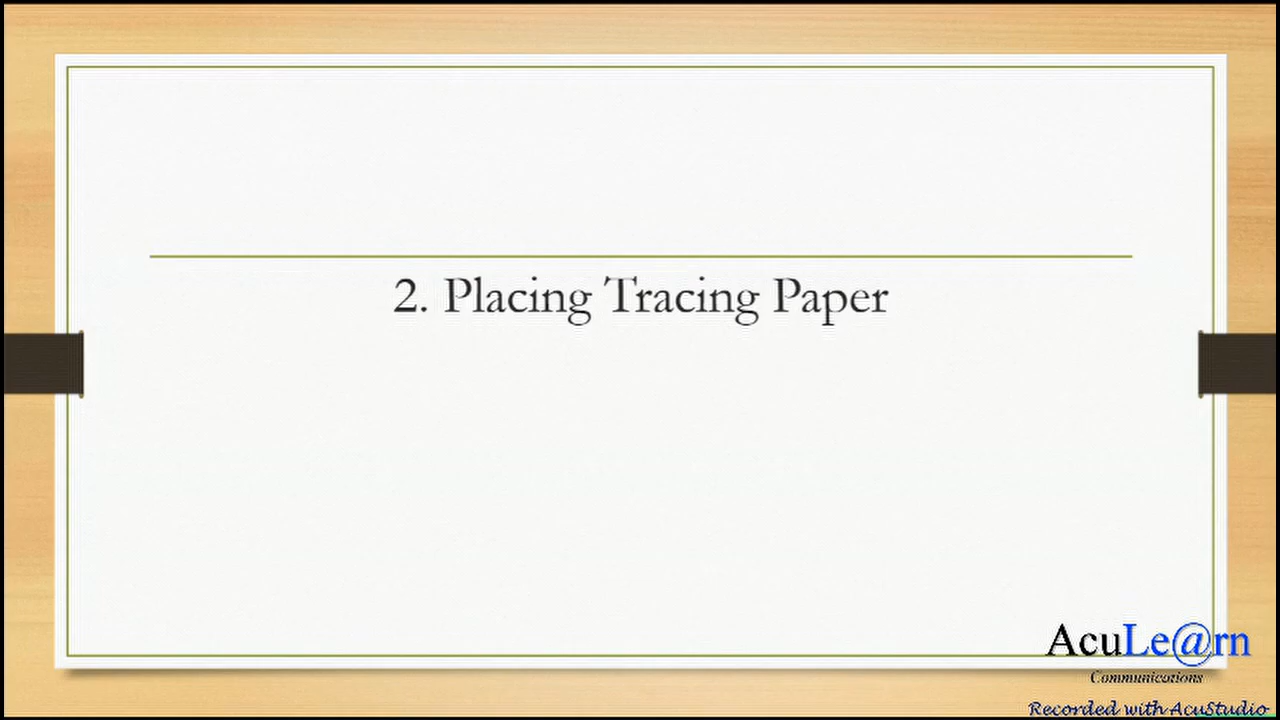 2. Placing Tracing Paper
AcuLe@rn
Communications
Recorded with AcuStudio